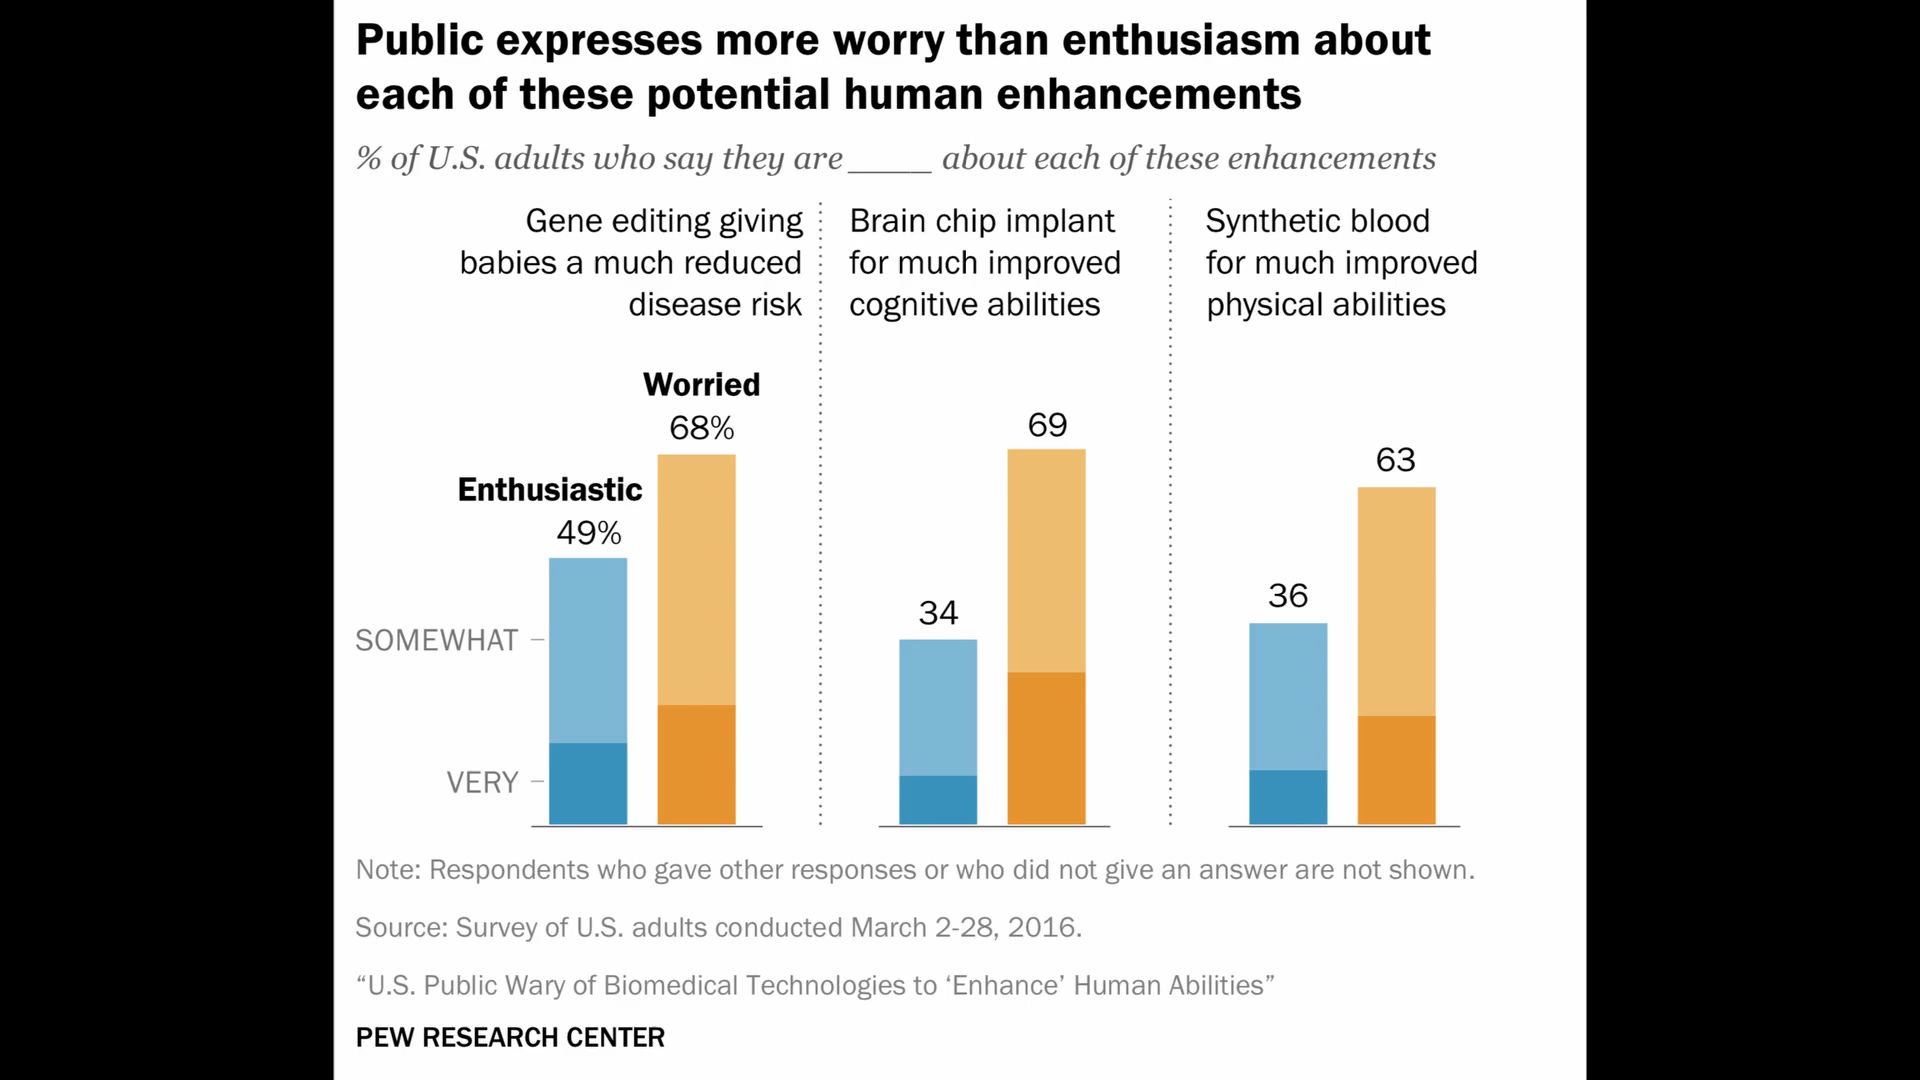 Public expresses more worry than enthusiasm about
each of these potential human enhancements
% of U.S. adults who say they are ____ about each of these enhancements
Gene editing giving
babies a much reduced
disease risk
Brain chip implant
for much improved
cognitive abilities
Synthetic blood
for much improved
physical abilities
Worried
68%
Enthusiastic
49%
34
69
36
63
SOMEWHAT
VERY
Note: Respondents who gave other responses or who did not give an answer are not shown.
Source: Survey of U.S. adults conducted March 2-28, 2016.
“U.S. Public Wary of Biomedical Technologies to ‘Enhance’ Human Abilities”
PEW RESEARCH CENTER